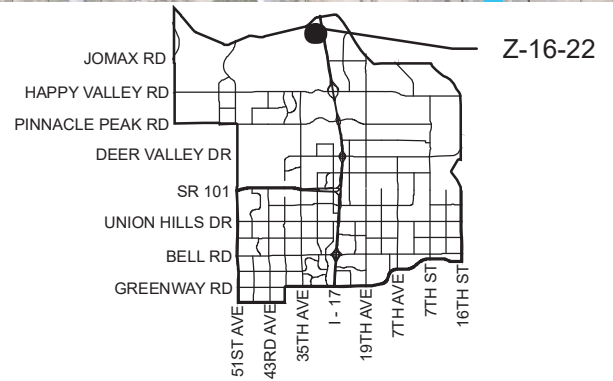 Z-16-22
JOMAX RD
HAPPY VALLEY RD
PINNACLE PEAK RD
DEER VALLEY DR
SR 101
UNION HILLS DR
BELL RD
GREENWAY RD
51ST AVE
43RD AVE
35TH AVE
I - 17
19TH AVE
7TH AVE
7TH ST
16TH ST